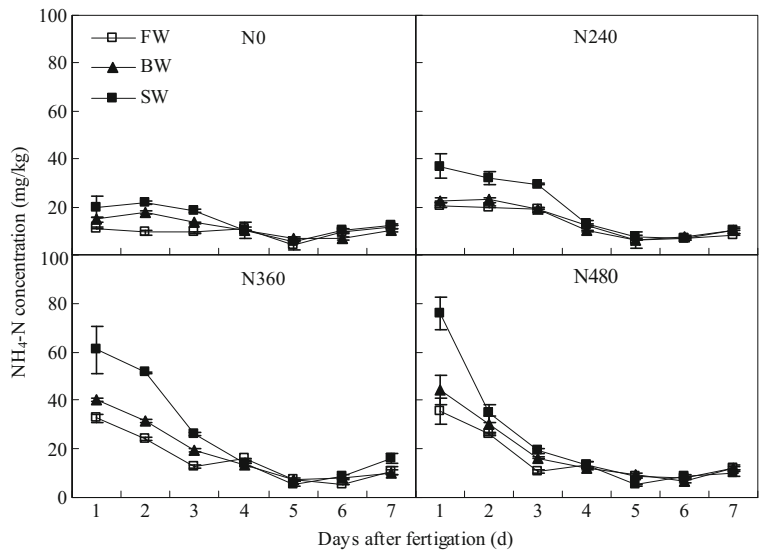 100
80
60
40
20
FW
BW
SW
N0
N240
NH₄-N concentration (mg/kg)
100
80
60
40
20
0
N360
N480
1 2 3 4 5 6 7
1 2 3 4 5 6 7
Days after fertigation (d)